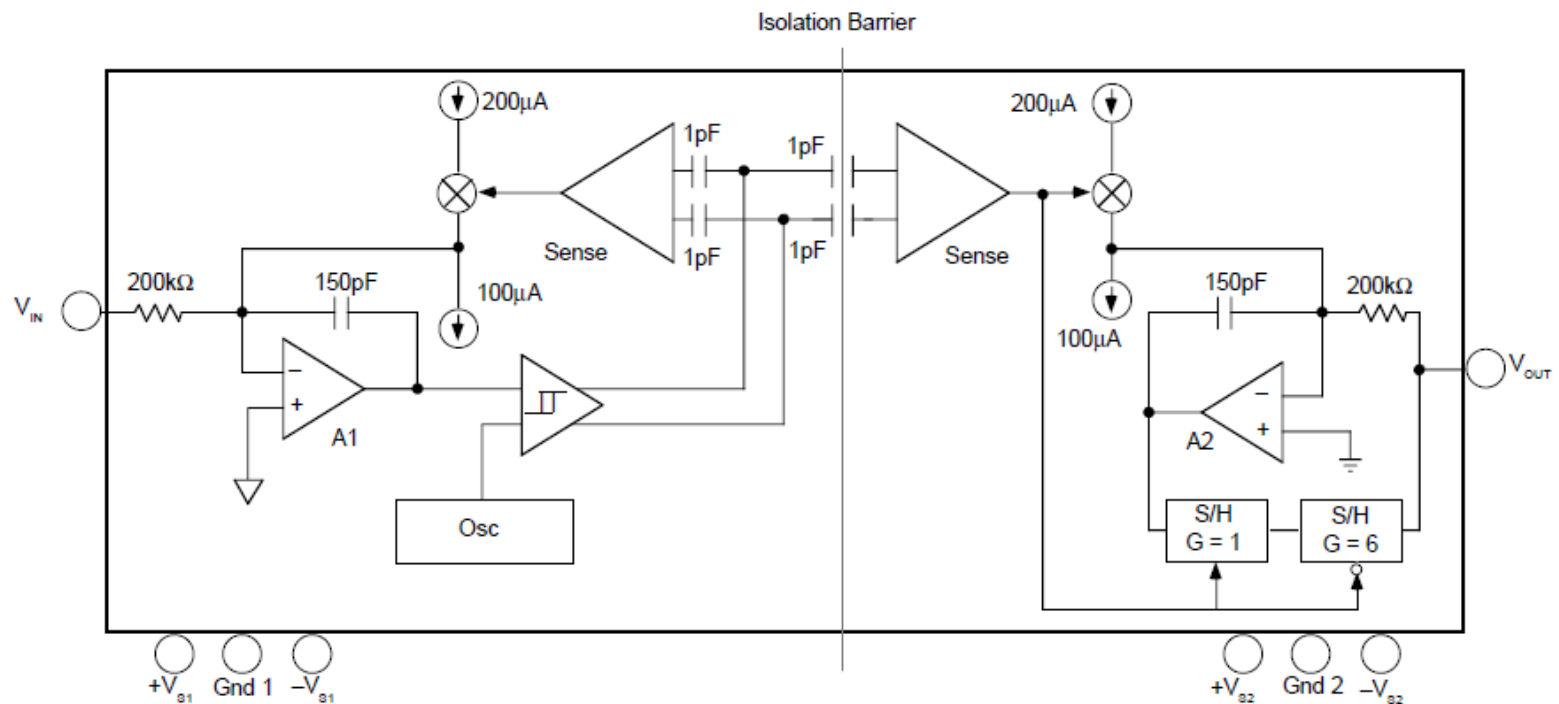 Isolation Barrier
200μA
200μA
1pF
1pF
1pF
1pF
Sense
Sense
200kΩ
150pF
100μA
150pF
200kΩ
100μA
V_IN
V_OUT
−
+
A1
−
+
A2
Osc
S/H
G = 1
S/H
G = 6
+V_S1
Gnd 1
–V_S1
+V_S2
Gnd 2
–V_S2